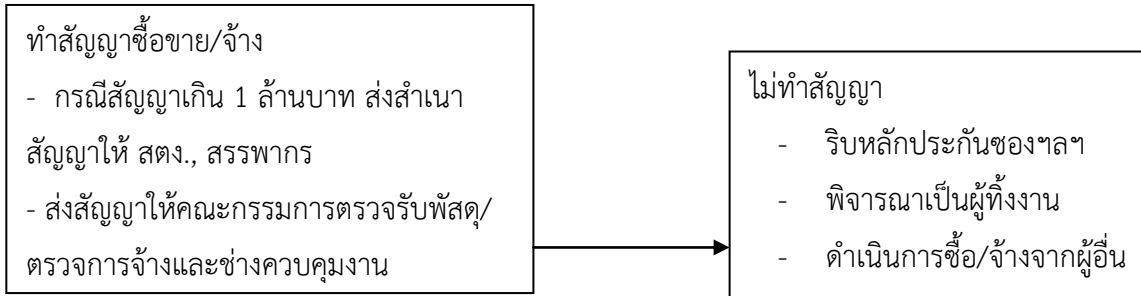 ทำสัญญาซื้อขาย/จ้าง
- กรณีสัญญาเกิน 1 ล้านบาท ส่งสำเนา
สัญญาให้ สตง., สรรพากร
- ส่งสัญญาให้คณะกรรมการตรวจรับพัสดุ/
ตรวจการจ้างและช่างควบคุมงาน
ไม่ทำสัญญา
- ริบหลักประกันซองฯลฯ
- พิจารณาเป็นผู้ทิ้งงาน
- ดำเนินการซื้อ/จ้างจากผู้อื่น